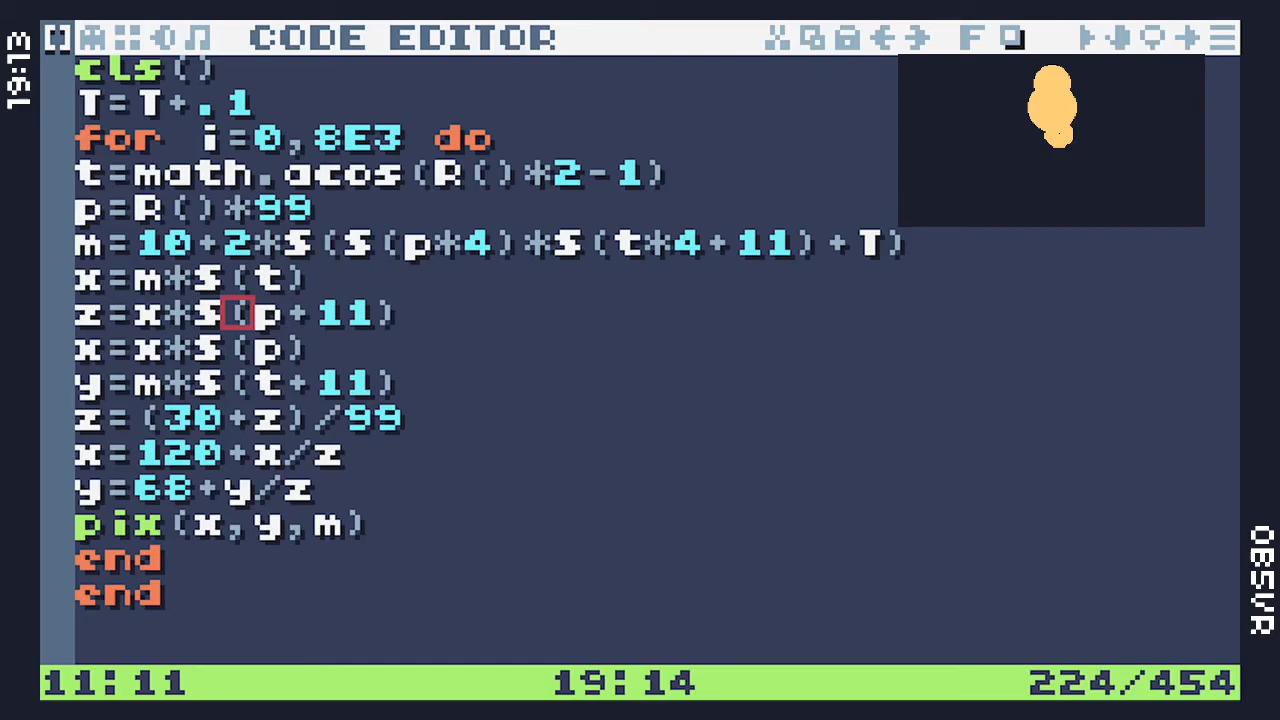 19:13
CODE EDITOR
F
cls()
T=T+.1
for i=0,8E3 do
t=math.acos(R()*2-1)
p=R()*99
m=10+2*S(S(p*4)*S(t*4+11)+T)
x=m*S(t)
z=x*S(p+11)
x=x*S(p)
y=m*S(t+11)
z=(30+z)/99
x=120+x/z
y=68+y/z
pix(x,y,m)
end
end
OBSVR
11:11 19:14 224/454